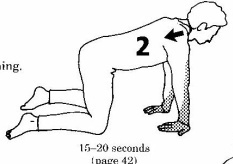 2
ning.
15–20 seconds
(page 42)